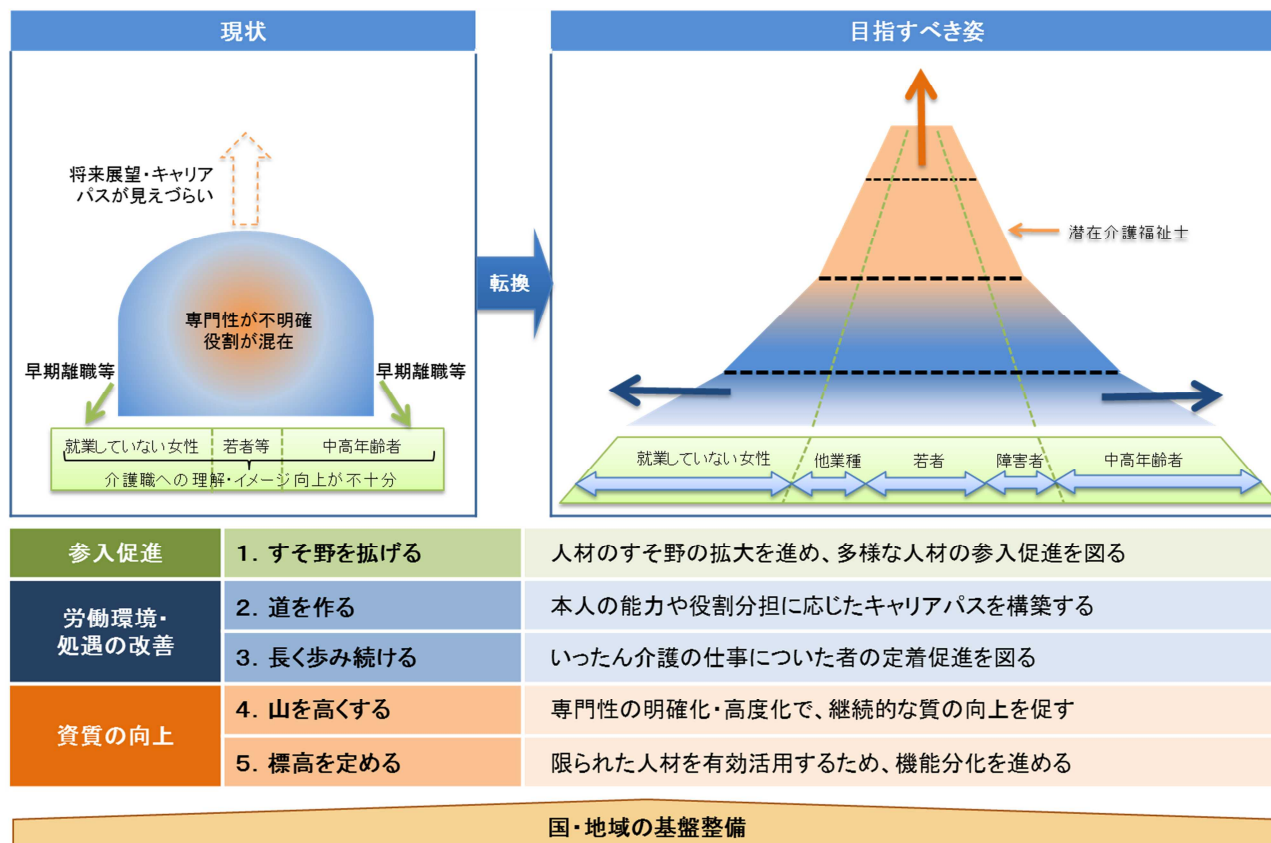 現状
将来展望・キャリア
パスが見えづらい
専門性が不明確
役割が混在
早期離職等
早期離職等
就業していない女性
若者等
中高年齢者
介護職への理解・イメージ向上が不十分
転換
目指すべき姿
潜在介護福祉士
就業していない女性
他業種
若者
障害者
中高年齢者
参入促進
1. すそ野を拡げる
人材のすそ野の拡大を進め、多様な人材の参入促進を図る
労働環境・
処遇の改善
2. 道を作る
本人の能力や役割分担に応じたキャリアパスを構築する
3. 長く歩み続ける
いったん介護の仕事についた者の定着促進を図る
資質の向上
4. 山を高くする
専門性の明確化・高度化で、継続的な質の向上を促す
5. 標高を定める
限られた人材を有効活用するため、機能分化を進める
国・地域の基盤整備